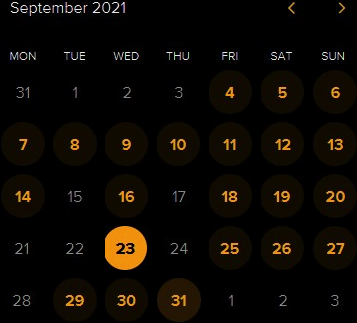 September 2021
MON TUE WED THU FRI SAT SUN
31 1 2 3 4 5 6
7 8 9 10 11 12 13
14 15 16 17 18 19 20
21 22 23 24 25 26 27
28 29 30 31 1 2 3